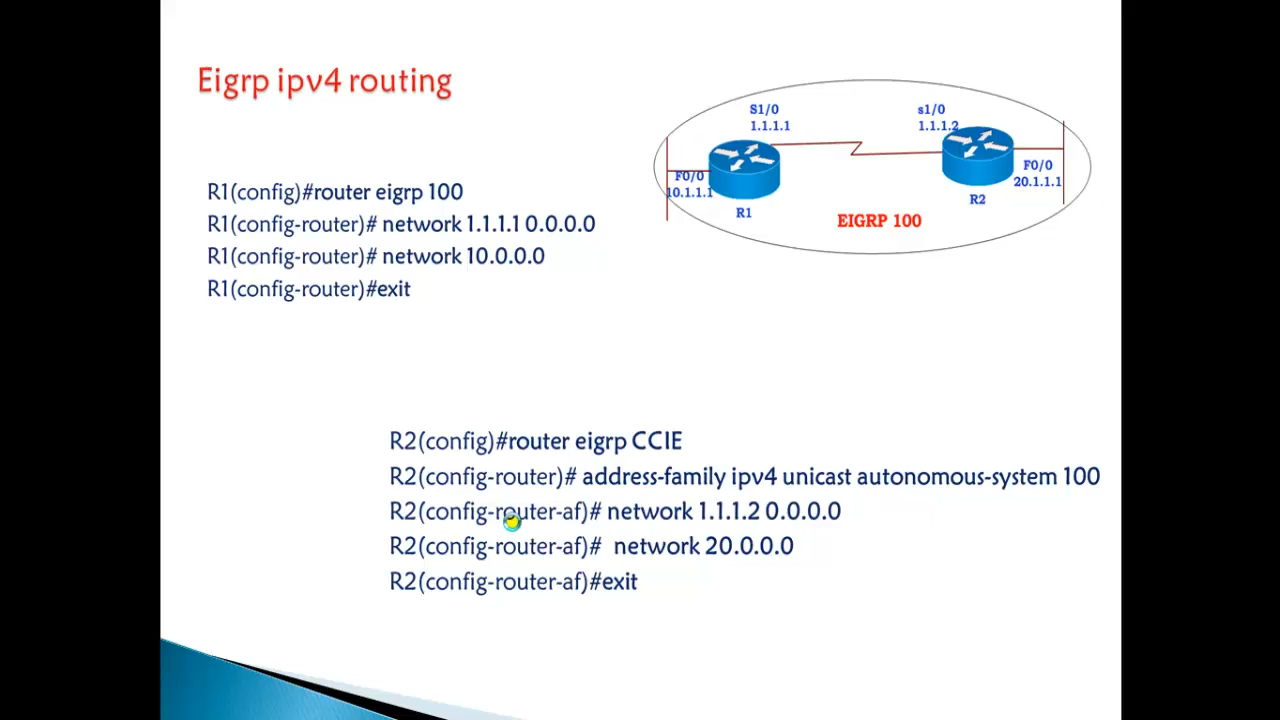 Eigrp ipv4 routing
S1/0
1.1.1.1
s1/0
1.1.1.2
F0/0
10.1.1.1
R1
F0/0
20.1.1.1
R2
EIGRP 100
R1(config)#router eigrp 100
R1(config-router)# network 1.1.1.1 0.0.0.0
R1(config-router)# network 10.0.0.0
R1(config-router)#exit
R2(config)#router eigrp CCIE
R2(config-router)# address-family ipv4 unicast autonomous-system 100
R2(config-router-af)# network 1.1.1.2 0.0.0.0
R2(config-router-af)# network 20.0.0.0
R2(config-router-af)#exit